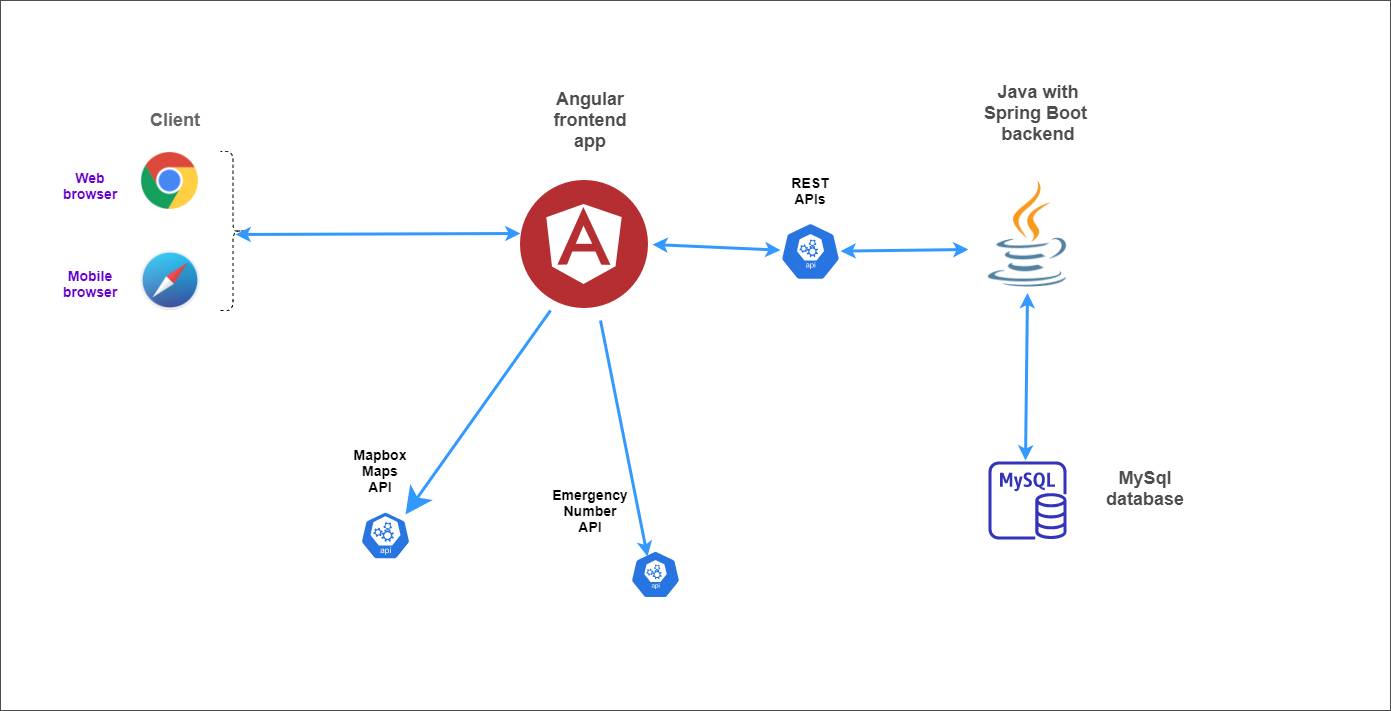 Client
Web
browser
Mobile
browser
Angular
frontend
app
REST
APIs
api
Java with
Spring Boot
backend
Mapbox
Maps
API
api
Emergency
Number
API
api
MySQL
MySql
database